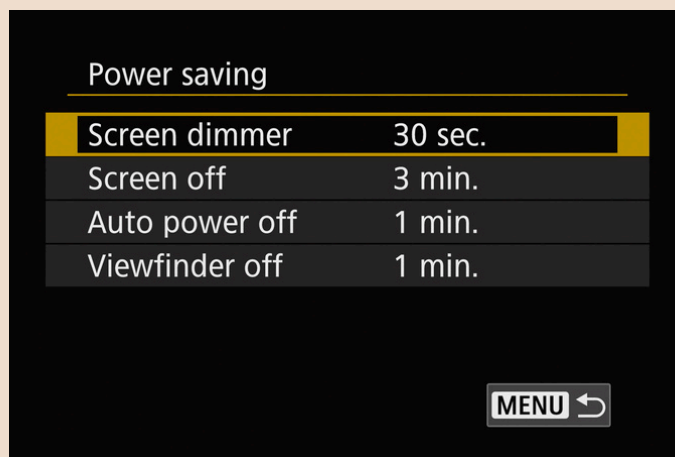 Power saving
Screen dimmer 30 sec.
Screen off 3 min.
Auto power off 1 min.
Viewfinder off 1 min.
MENU